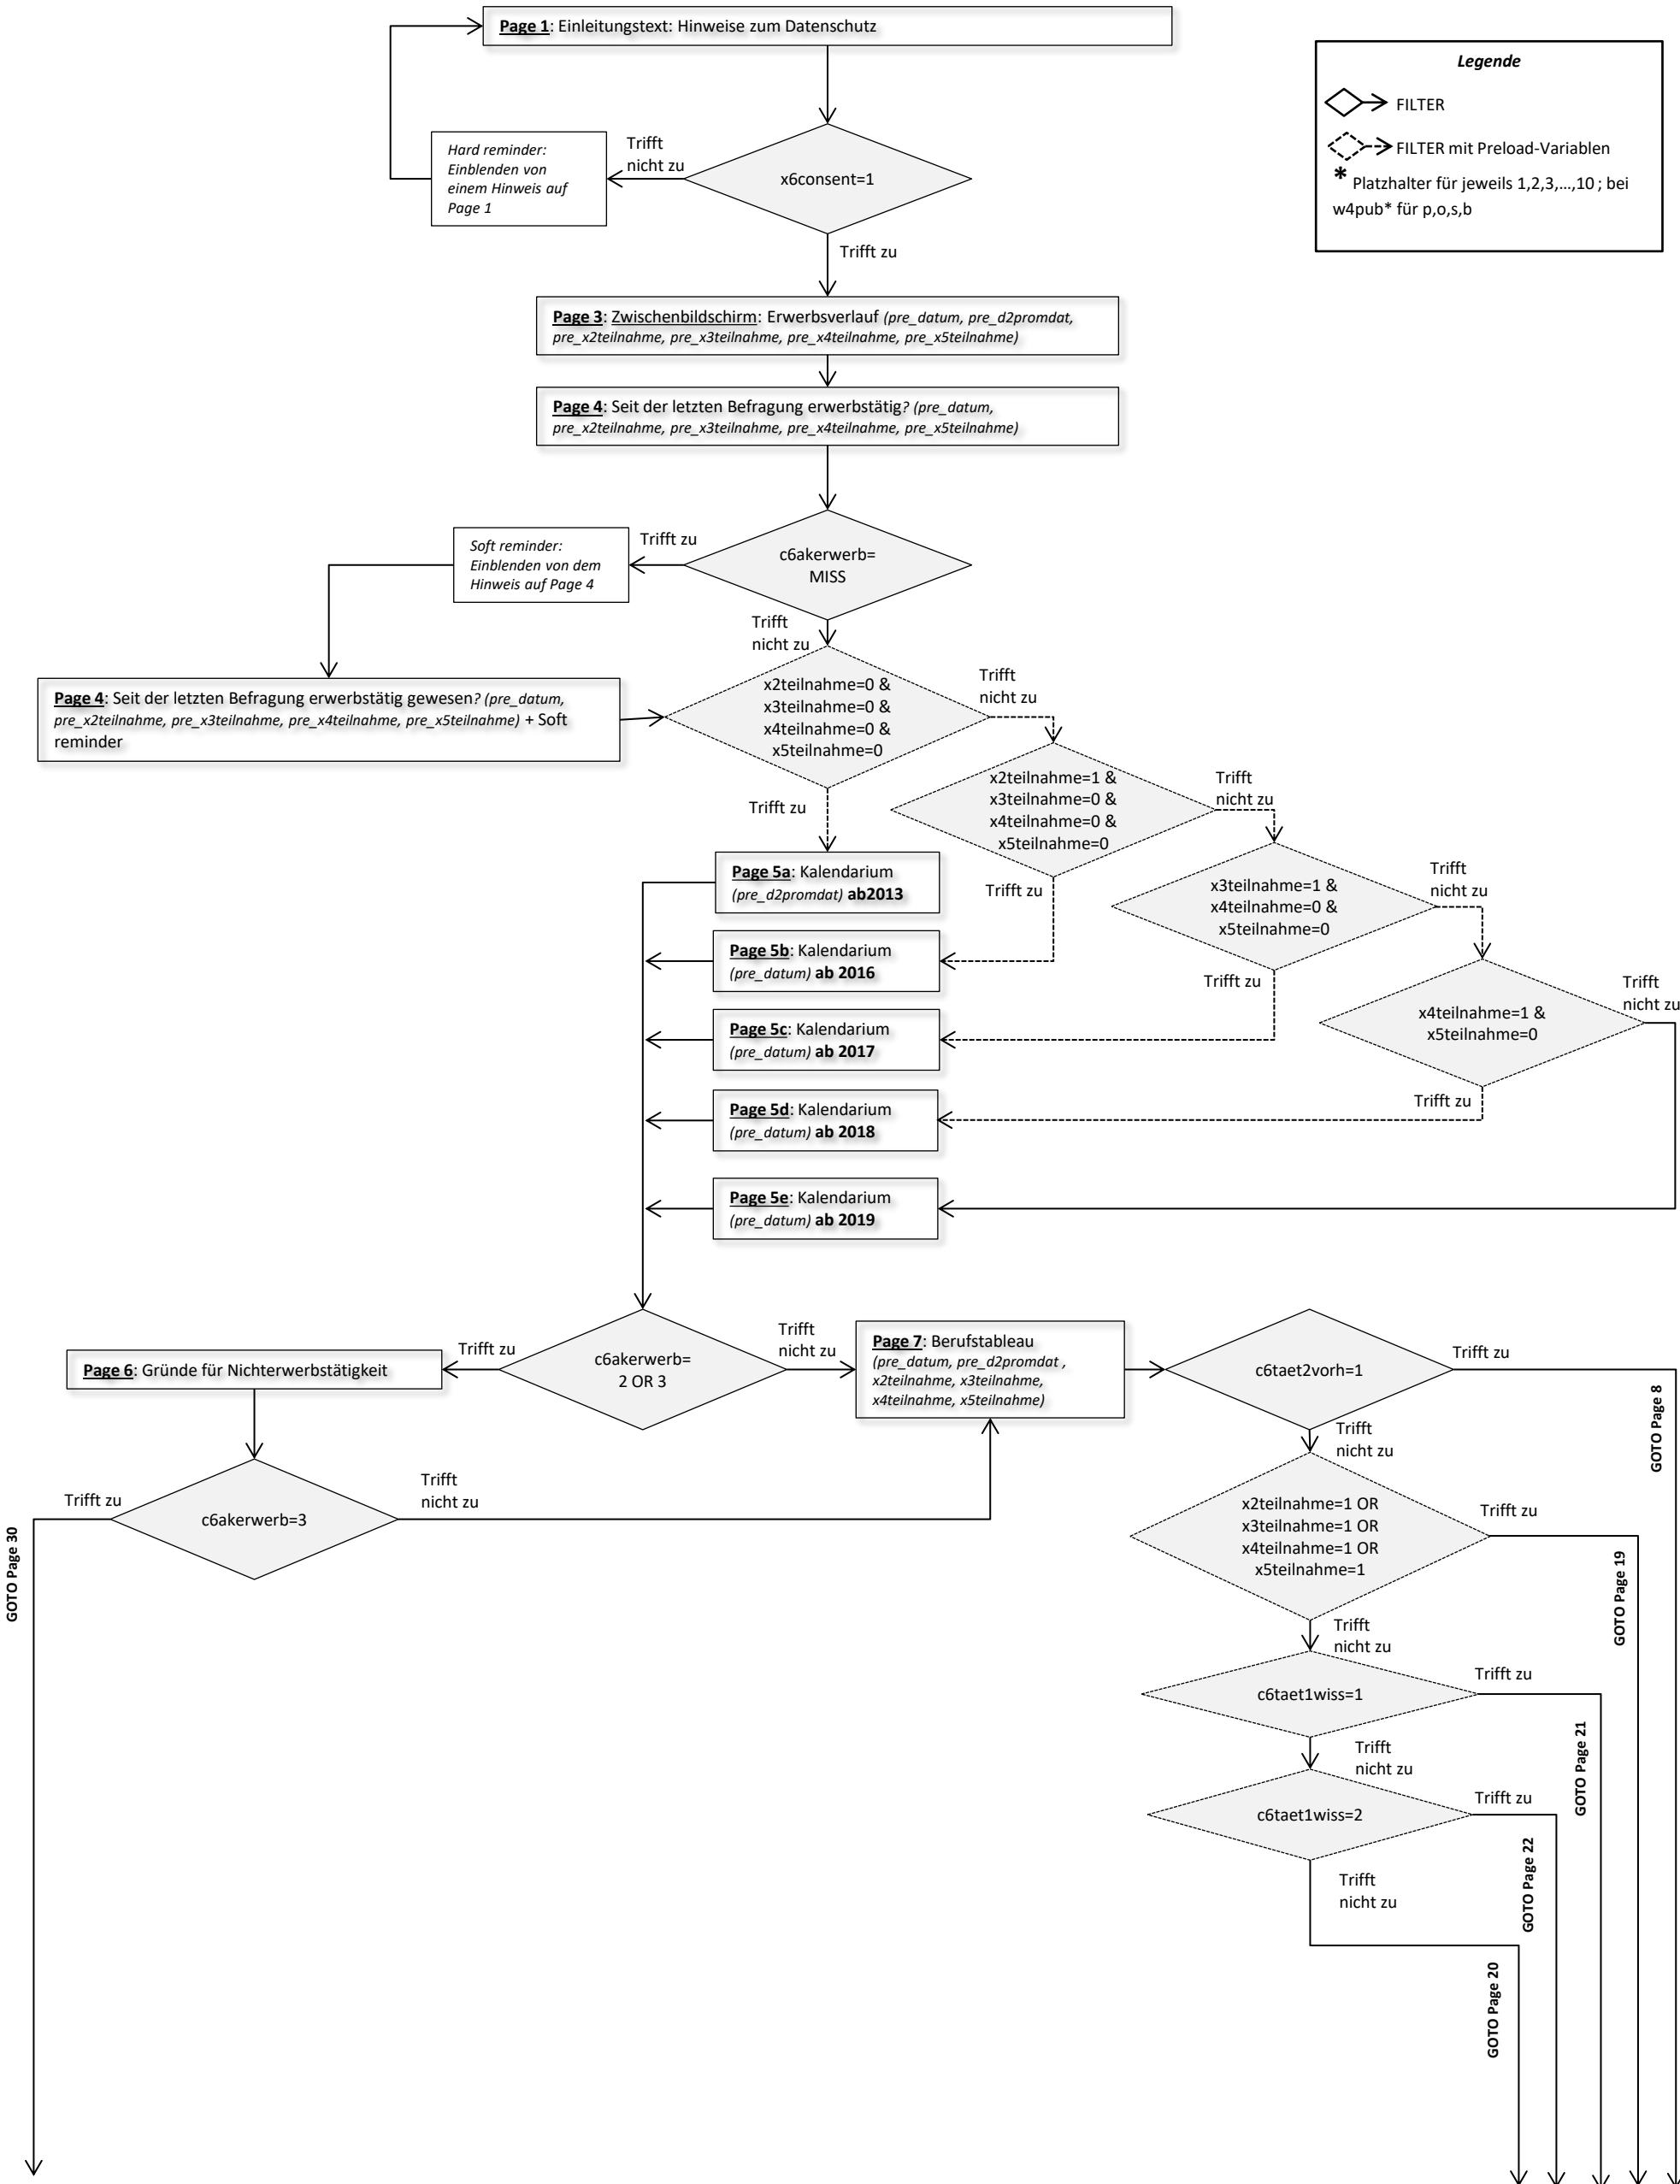 Page 1: Einleitungstext: Hinweise zum Datenschutz
Legende
FILTER
FILTER mit Preload-Variablen
* Platzhalter für jeweils 1,2,3,...,10 ; bei
w4pub* für p,o,s,b
Hard reminder:
Einblenden von
einem Hinweis auf
Page 1
Trifft
nicht zu
x6consent=1
Trifft zu
Page 3: Zwischenbildschirm: Erwerbsverlauf (pre_datum, pre_d2promdat,
pre_x2teilnahme, pre_x3teilnahme, pre_x4teilnahme, pre_x5teilnahme)
Page 4: Seit der letzten Befragung erwerbstätig? (pre_datum,
pre_x2teilnahme, pre_x3teilnahme, pre_x4teilnahme, pre_x5teilnahme)
Soft reminder:
Einblenden von dem
Hinweis auf Page 4
Trifft zu
c6akerwerb=
MISS
Trifft
nicht zu
Page 4: Seit der letzten Befragung erwerbstätig gewesen? (pre_datum,
pre_x2teilnahme, pre_x3teilnahme, pre_x4teilnahme, pre_x5teilnahme) + Soft
reminder
x2teilnahme=0 &
x3teilnahme=0 &
x4teilnahme=0 &
x5teilnahme=0
Trifft
nicht zu
Trifft zu
x2teilnahme=1 &
x3teilnahme=0 &
x4teilnahme=0 &
x5teilnahme=0
Trifft
nicht zu
Trifft zu
x3teilnahme=1 &
x4teilnahme=0 &
x5teilnahme=0
Trifft
nicht zu
Trifft zu
x4teilnahme=1 &
x5teilnahme=0
Trifft
nicht zu
Trifft zu
Page 5a: Kalendarium
(pre_d2promdat) ab2013
Page 5b: Kalendarium
(pre_datum) ab 2016
Page 5c: Kalendarium
(pre_datum) ab 2017
Page 5d: Kalendarium
(pre_datum) ab 2018
Page 5e: Kalendarium
(pre_datum) ab 2019
Page 6: Gründe für Nichterwerbstätigkeit
Trifft zu
c6akerwerb=
2 OR 3
Trifft
nicht zu
Page 7: Berufstableau
(pre_datum, pre_d2promdat ,
x2teilnahme, x3teilnahme,
x4teilnahme, x5teilnahme)
c6taet2vorh=1
Trifft zu
GOTO Page 8
Trifft
nicht zu
Trifft zu
c6akerwerb=3
Trifft
nicht zu
GOTO Page 30
x2teilnahme=1 OR
x3teilnahme=1 OR
x4teilnahme=1 OR
x5teilnahme=1
Trifft zu
GOTO Page 19
Trifft
nicht zu
c6taet1wiss=1
Trifft zu
GOTO Page 21
Trifft
nicht zu
c6taet1wiss=2
Trifft zu
GOTO Page 22
Trifft
nicht zu
GOTO Page 20